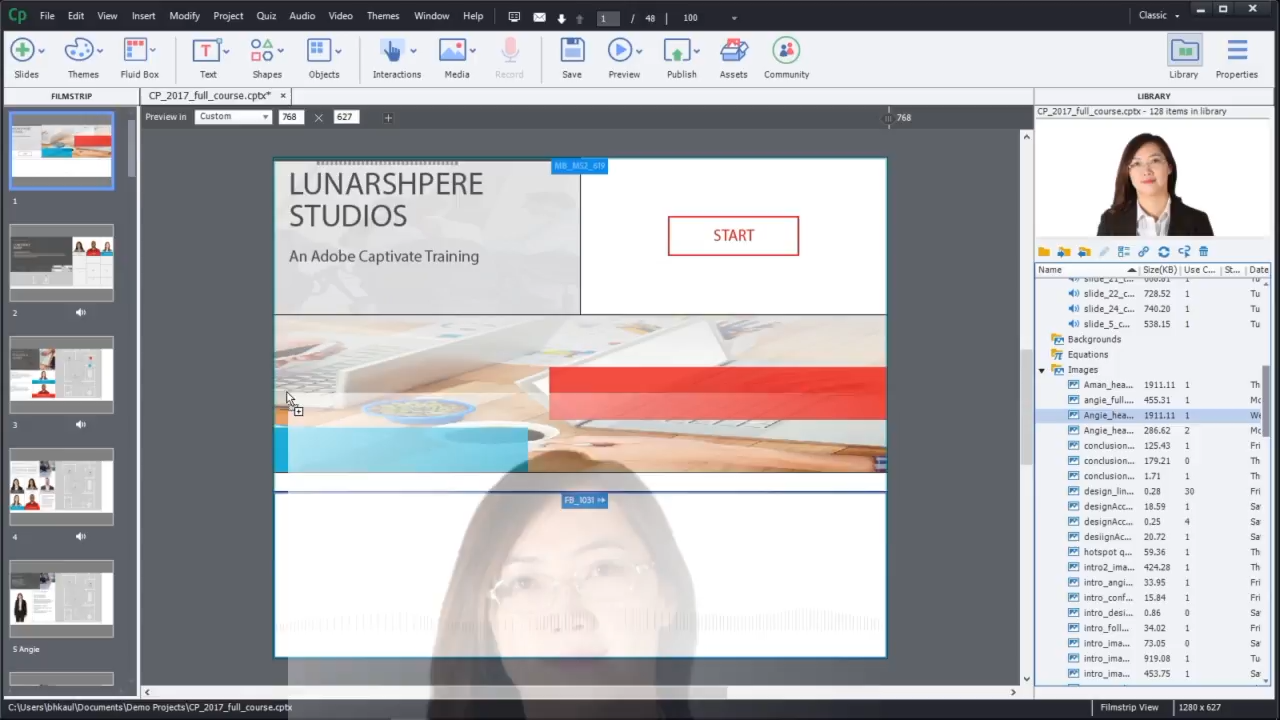 Cp File Edit View Insert Modify Project Quiz Audio Video Themes Window Help 1 / 48 100 Classic
Slides Themes Fluid Box Text Shapes Objects Interactions Media Record Save Preview Publish Assets Community Library Properties
FILMSTRIP
CP_2017_full_course.cptx* ×
LIBRARY
Preview in Custom 768 627 768
CP_2017_full_course.cptx - 128 items in library
1
2
3
4
5 Angie
MB_MS2_619
LUNARSHPERE
STUDIOS
An Adobe Captivate Training
START
FB_1031
Name Size(KB) Use C... St... Date
slide_22_c... 728.52 1 Tu
slide_24_c... 740.20 1 Tu
slide_5_c... 538.15 1 Tu
Backgrounds
Equations
Images
Aman_hea... 1911.11 1 Th
angie_full... 455.31 1 Mc
Angie_hea... 1911.11 1 We
Angie_hea... 286.62 2 Mc
conclusion... 125.43 1 Fri
conclusion... 179.21 0 Th
conclusion... 1.71 1 Th
design_lin... 0.28 30 Fri
designAcc... 18.59 1 Sa
designAcc... 0.25 4 Sa
desiignAc... 20.72 1 Sa
hotspot q... 59.36 1 Th
intro2_ima... 424.28 1 Th
intro_angi... 33.95 1 Fri
intro_conf... 15.84 1 Fri
intro_desi... 0.86 0 Sa
intro_foll... 34.02 1 Fri
intro_ima... 73.05 0 Sa
intro_ima... 919.08 1 Tu
intro_ima... 453.75 1 Sa
C:\Users\bhkaul\Documents\Demo Projects\CP_2017_full_course.cptx
Filmstrip View 1280 x 627